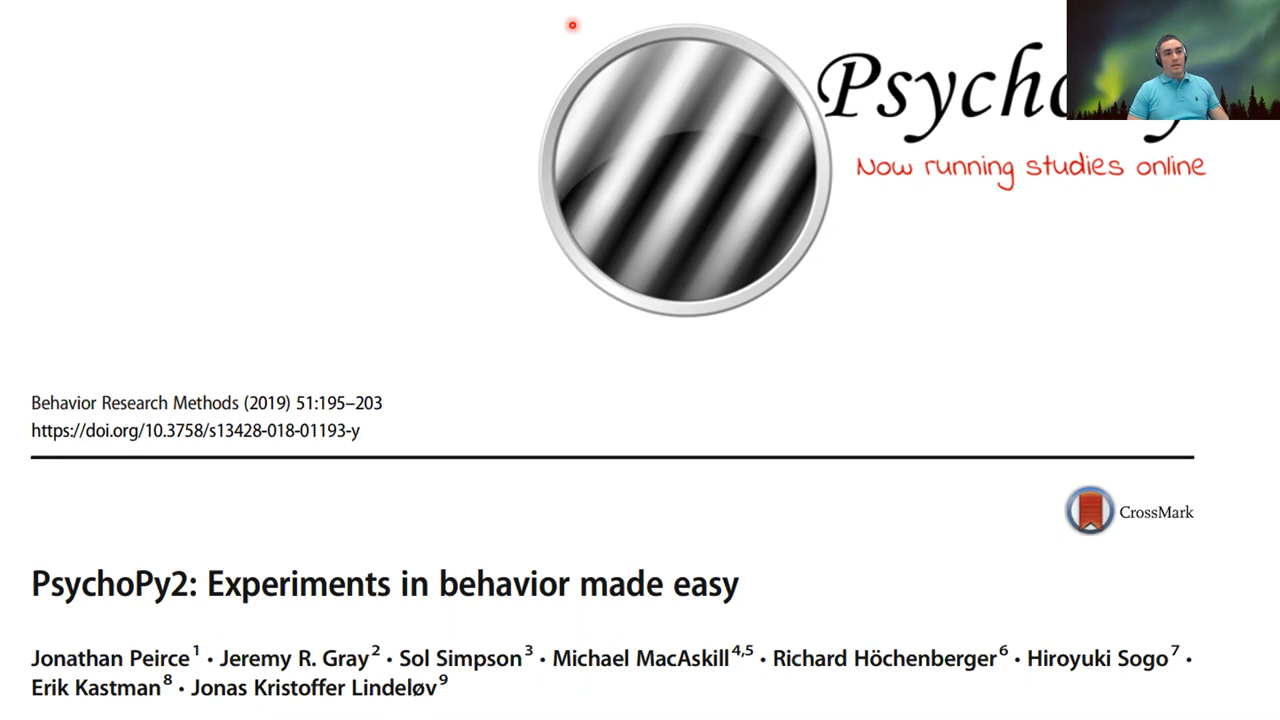 Psycho
Now running studies online
Behavior Research Methods (2019) 51:195–203
https://doi.org/10.3758/s13428-018-01193-y
CrossMark
PsychoPy2: Experiments in behavior made easy
Jonathan Peirce1 · Jeremy R. Gray2 · Sol Simpson3 · Michael MacAskill4,5 · Richard Höchenberger6 · Hiroyuki Sogo7 ·
Erik Kastman8 · Jonas Kristoffer Lindeløv9